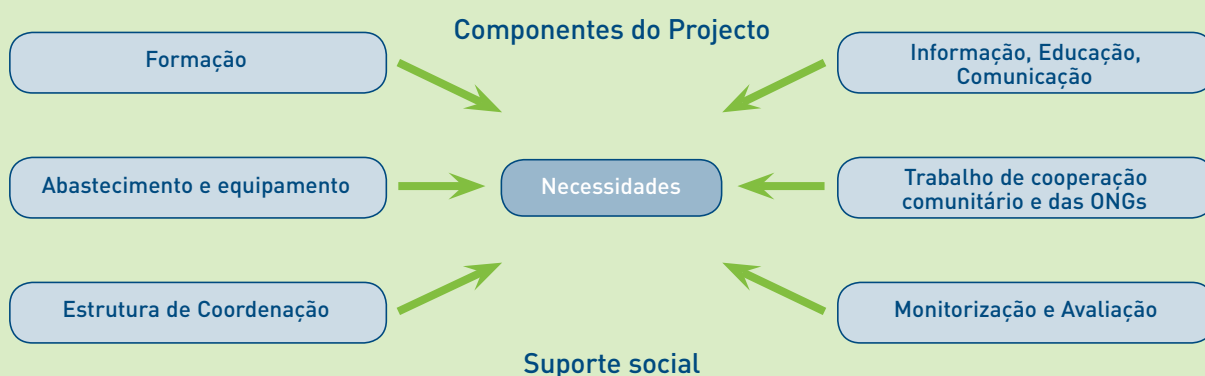 Componentes do Projecto
Formação
Informação, Educação,
Comunicação
Abastecimento e equipamento
Necessidades
Trabalho de cooperação
comunitário e das ONGs
Estrutura de Coordenação
Monitorização e Avaliação
Suporte social